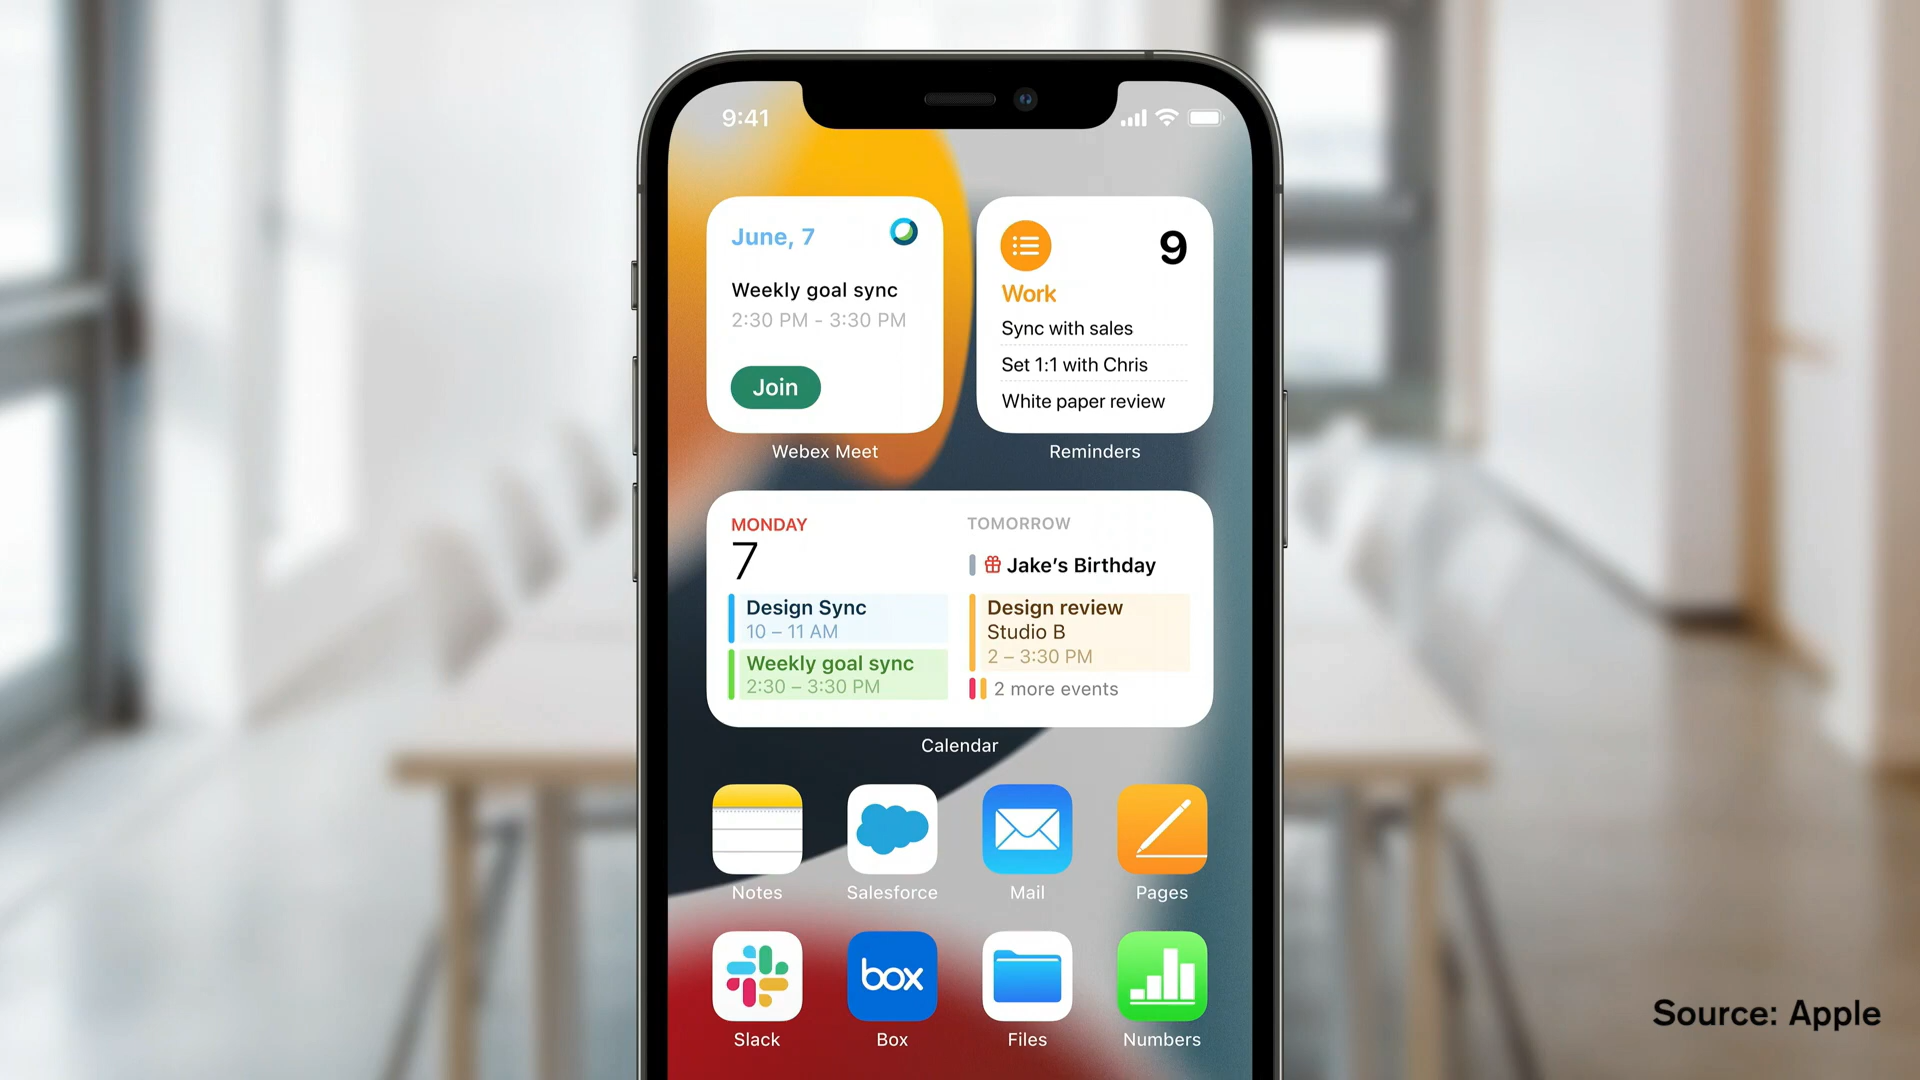 9:41
June, 7
Weekly goal sync
2:30 PM - 3:30 PM
Join
Webex Meet
9
Work
Sync with sales
Set 1:1 with Chris
White paper review
Reminders
MONDAY
7
Design Sync
10 – 11 AM
Weekly goal sync
2:30 – 3:30 PM
TOMORROW
Jake’s Birthday
Design review
Studio B
2 – 3:30 PM
2 more events
Calendar
Notes
Salesforce
Mail
Pages
box
Slack
Box
Files
Numbers
Source: Apple